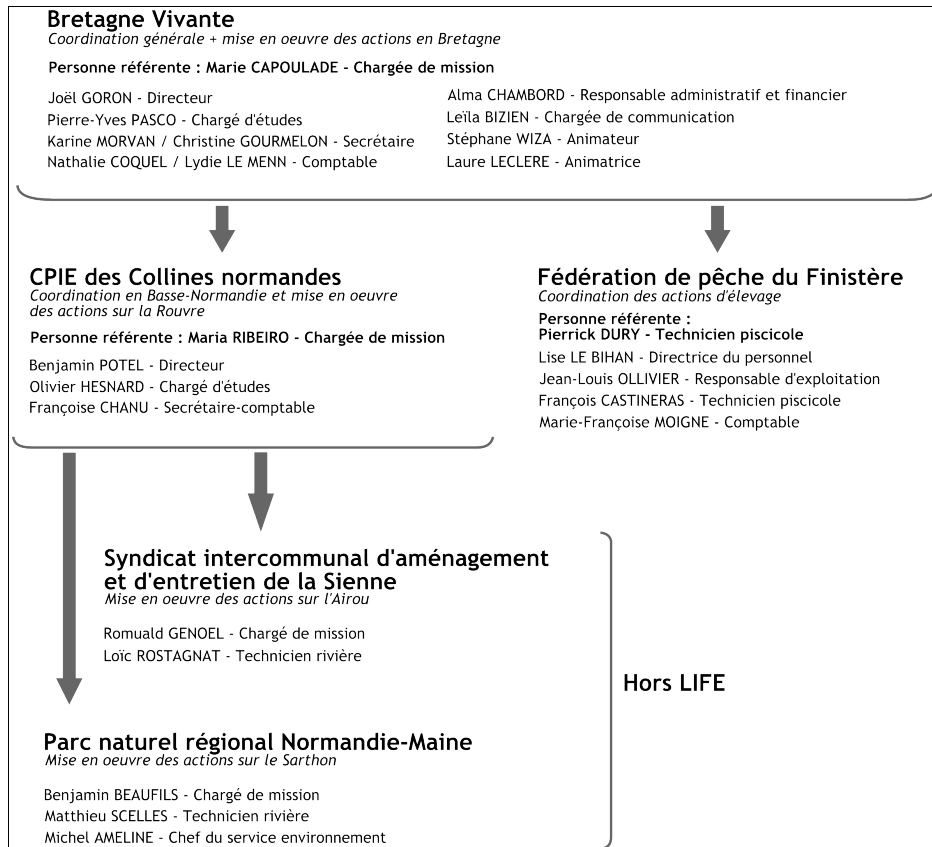 Bretagne Vivante
Coordination générale + mise en oeuvre des actions en Bretagne
Personne référente : Marie CAPOULADE - Chargée de mission
Joël GORON - Directeur
Pierre-Yves PASCO - Chargé d'études
Karine MORVAN / Christine GOURMELON - Secrétaire
Nathalie COQUEL / Lydie LE MENN - Comptable
Alma CHAMBORD - Responsable administratif et financier
Leïla BIZIEN - Chargée de communication
Stéphane WIZA - Animateur
Laure LECLERE - Animatrice
CPIE des Collines normandes
Coordination en Basse-Normandie et mise en oeuvre
des actions sur la Rouvre
Personne référente : Maria RIBEIRO - Chargée de mission
Benjamin POTEL - Directeur
Olivier HESNARD - Chargé d'études
Françoise CHANU - Secrétaire-comptable
Fédération de pêche du Finistère
Coordination des actions d'élevage
Personne référente :
Pierrick DURY - Technicien piscicole
Lise LE BIHAN - Directrice du personnel
Jean-Louis OLLIVIER - Responsable d'exploitation
François CASTINERAS - Technicien piscicole
Marie-Françoise MOIGNE - Comptable
Syndicat intercommunal d'aménagement
et d'entretien de la Sienne
Mise en oeuvre des actions sur l'Airou
Romuald GENOEL - Chargé de mission
Loïc ROSTAGNAT - Technicien rivière
Hors LIFE
Parc naturel régional Normandie-Maine
Mise en oeuvre des actions sur le Sarthon
Benjamin BEAUFILS - Chargé de mission
Matthieu SCELLES - Technicien rivière
Michel AMELINE - Chef du service environnement